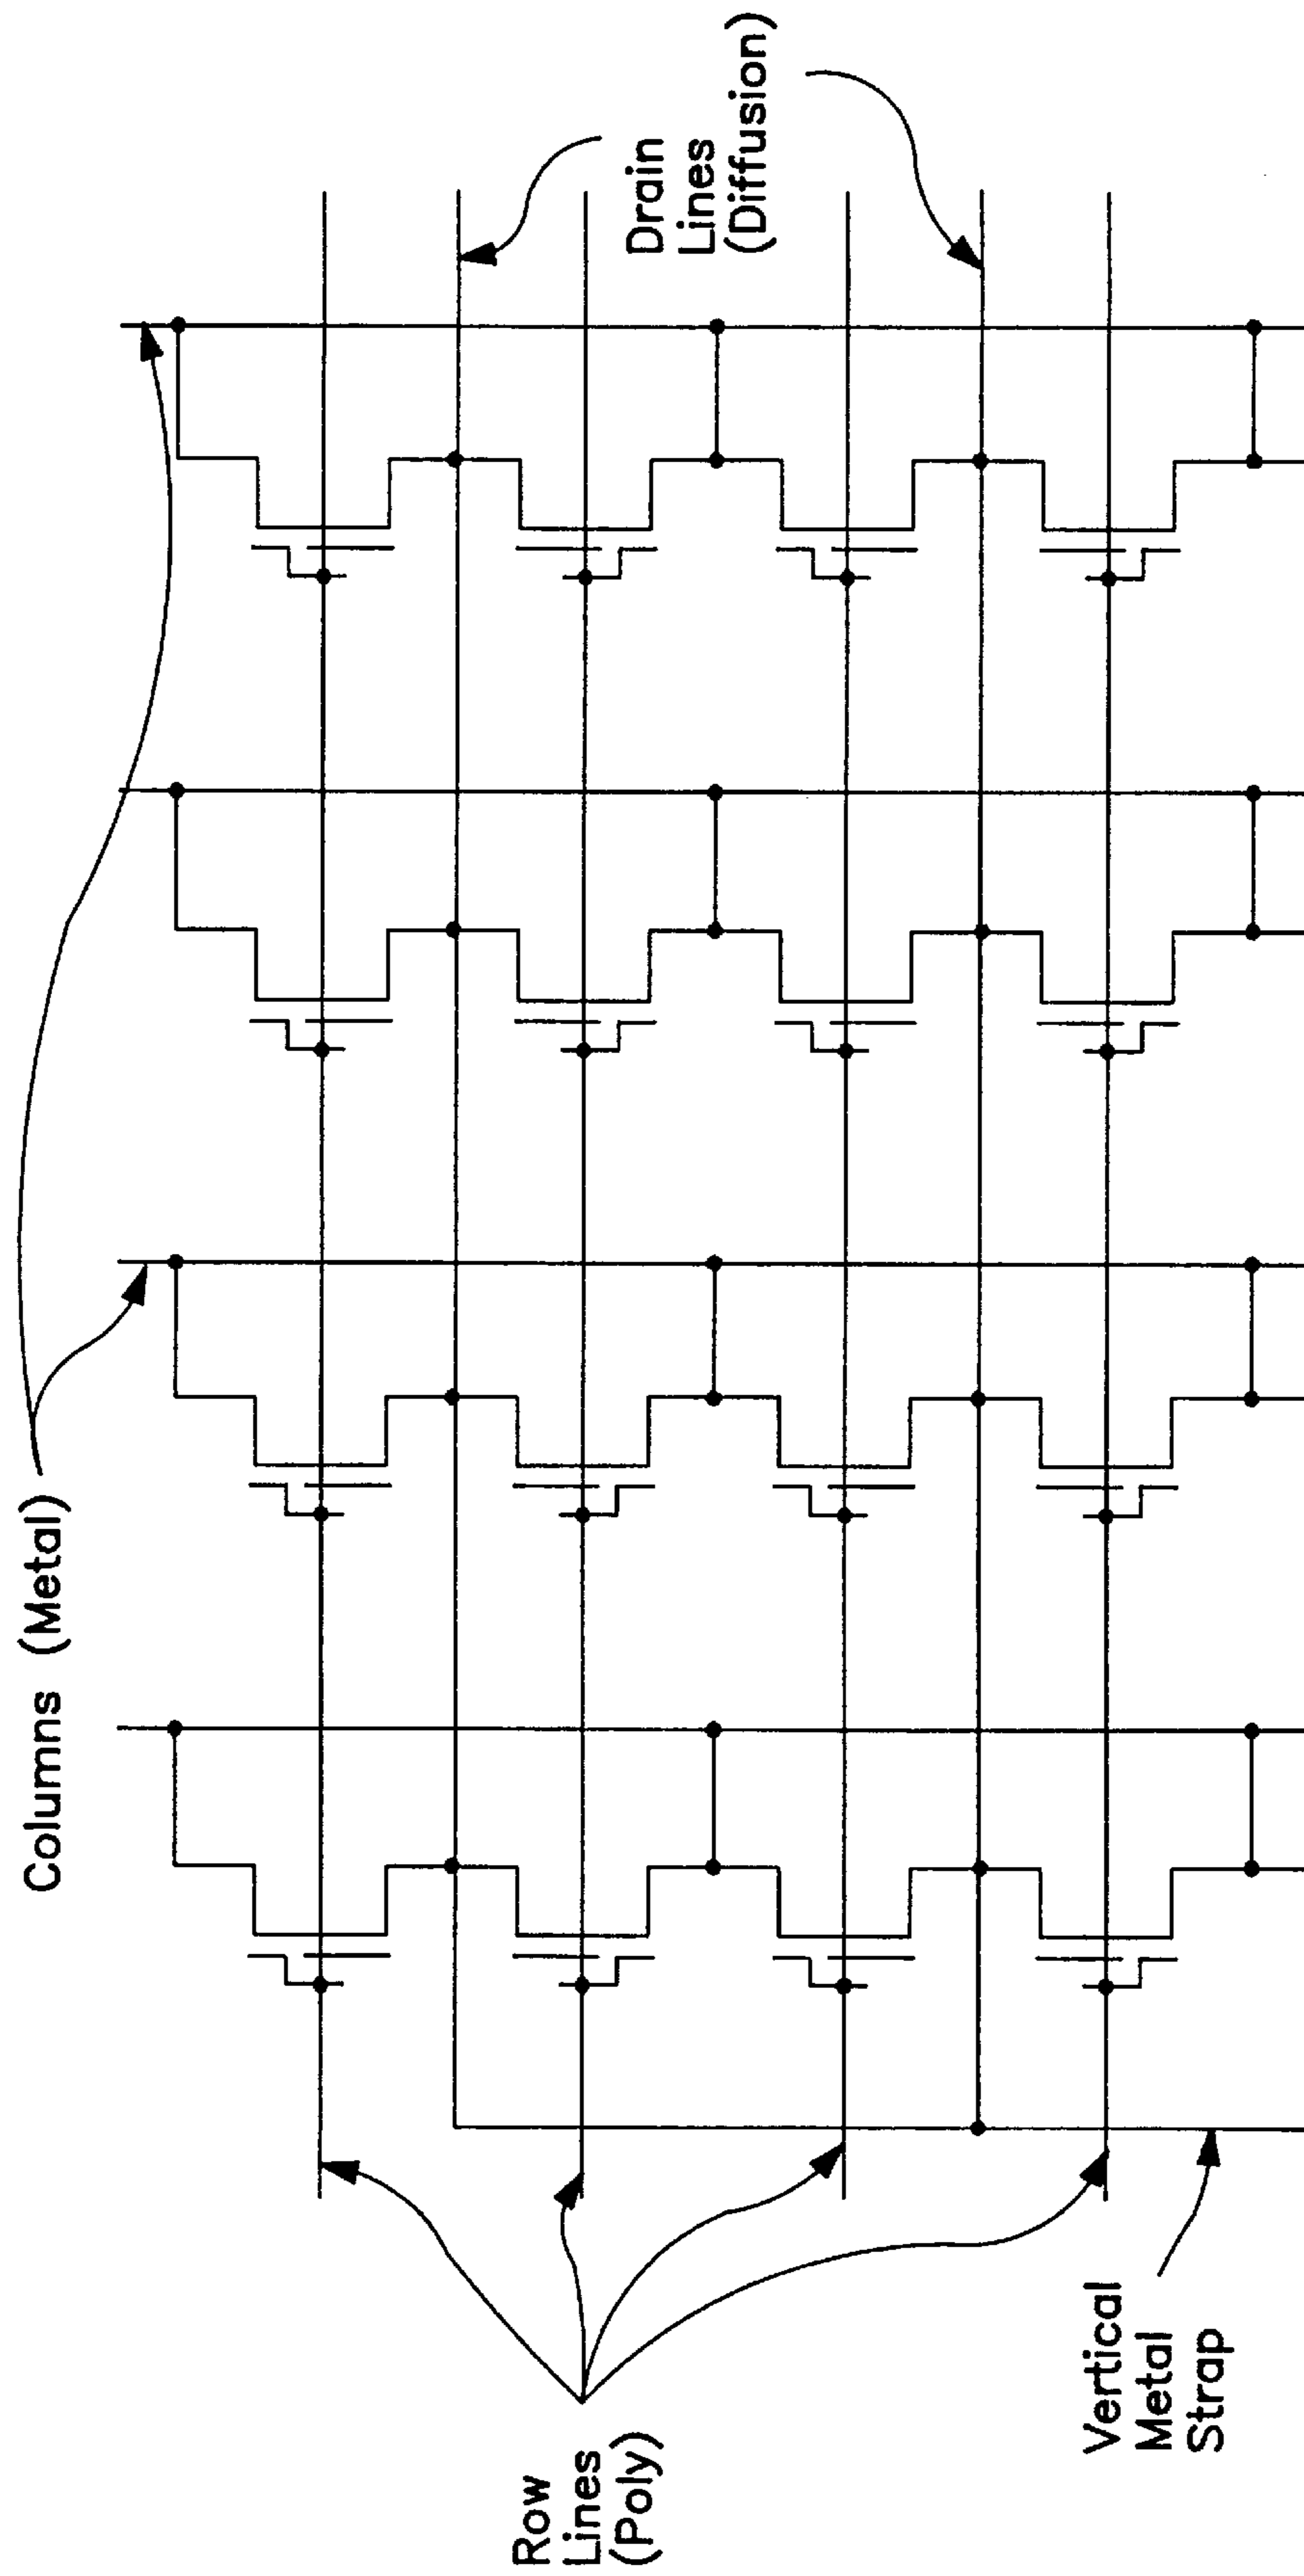 Columns (Metal)
Drain
Lines
(Diffusion)
Row
Lines
(Poly)
Vertical
Metal
Strap